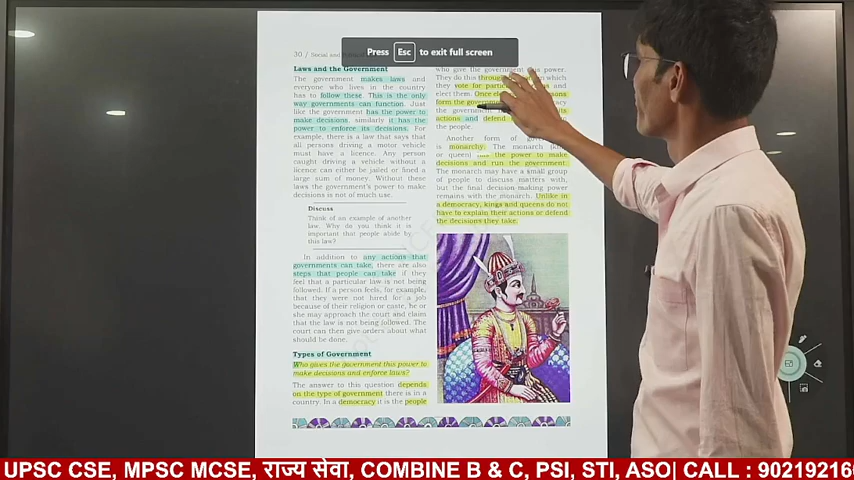 Press Esc to exit full screen
30 / Social and
Laws and the Government
The government makes laws and
everyone who lives in the country
has to follow these. This is the only
way governments can function. Just
like the government has the power to
make decisions, similarly it has the
power to enforce its decisions. For
example, there is a law that says that
all persons driving a motor vehicle
must have a licence. Any person
caught driving a vehicle without a
licence can either be jailed or fined a
large sum of money. Without these
laws the government's power to make
decisions is not of much use.
Discuss
Think of an example of another
law. Why do you think it is
important that people abide by
this law?
In addition to any actions that
governments can take, there are also
steps that people can take if they
feel that a particular law is not being
followed. If a person feels, for example,
that they were not hired for a job
because of their religion or caste, he or
she may approach the court and claim
that the law is not being followed. The
court can then give orders about what
should be done.
Types of Government
Who gives the government this power to
make decisions and enforce laws?
The answer to this question depends
on the type of government there is in a
country. In a democracy it is the people
who give the government this power.
They do this through which
they vote for and
elect them. Once
form the
the government
actions and defend
the people.
Another form of
is monarchy. The monarch
or queen) has the power to make
decisions and run the government.
The monarch may have a small group
of people to discuss matters with,
but the final decision making power
remains with the monarch. Unlike in
a democracy, kings and queens do not
have to explain their actions or defend
the decisions they take.
UPSC CSE, MPSC MCSE, राज्य सेवा, COMBINE B & C, PSI, STI, ASO| CALL : 90219216